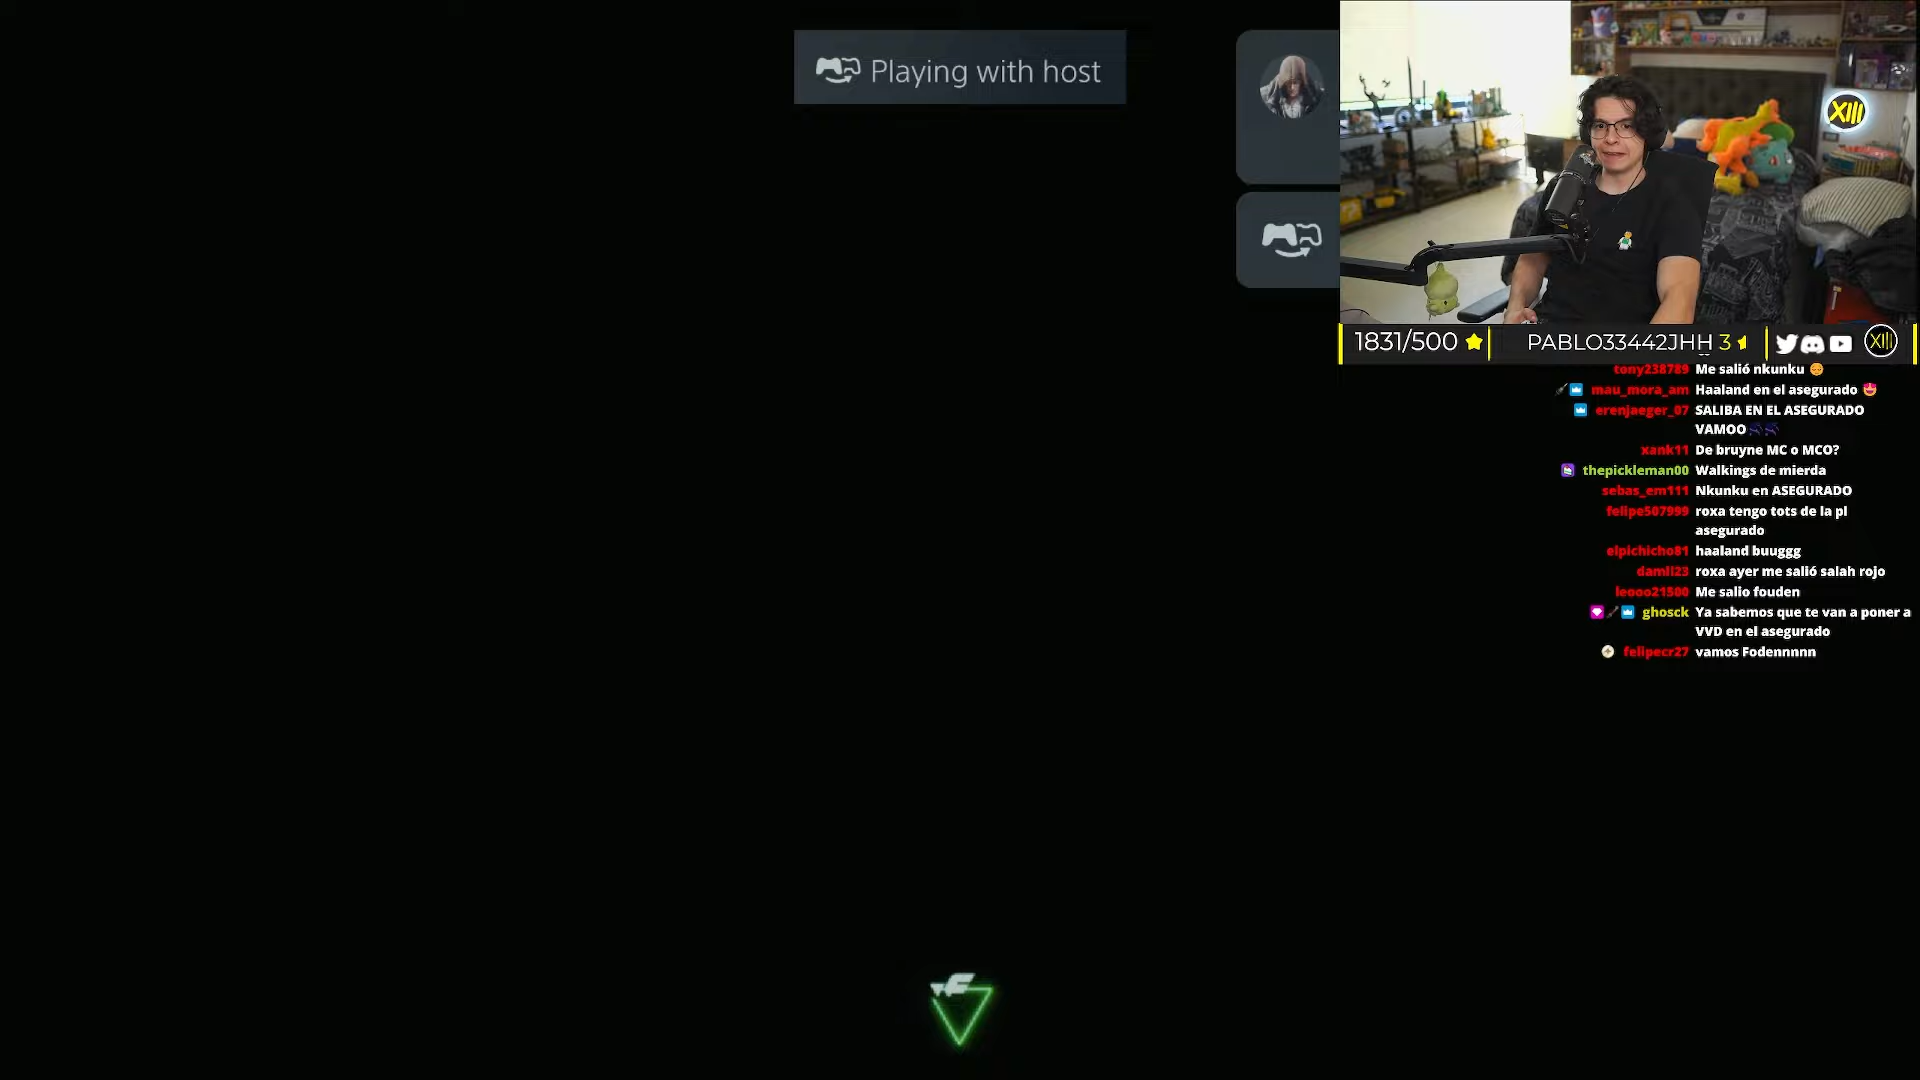 Playing with host
XIII
1831/500
PABLO33442JHH 3
XIII
tony238789 Me salió nkunku
mau_mora_am Haaland en el asegurado
erenjaeger_07 SALIBA EN EL ASEGURADO
VAMOO
xank11 De bruyne MC o MCO?
thepickleman00 Walkings de mierda
sebas_em111 Nkunku en ASEGURADO
felipe507999 roxa tengo tots de la pl
asegurado
elpichicho81 haaland buuggg
damli23 roxa ayer me salió salah rojo
leooo21500 Me salio fouden
ghosck Ya sabemos que te van a poner a
VVD en el asegurado
felipecr27 vamos Fodennnnn